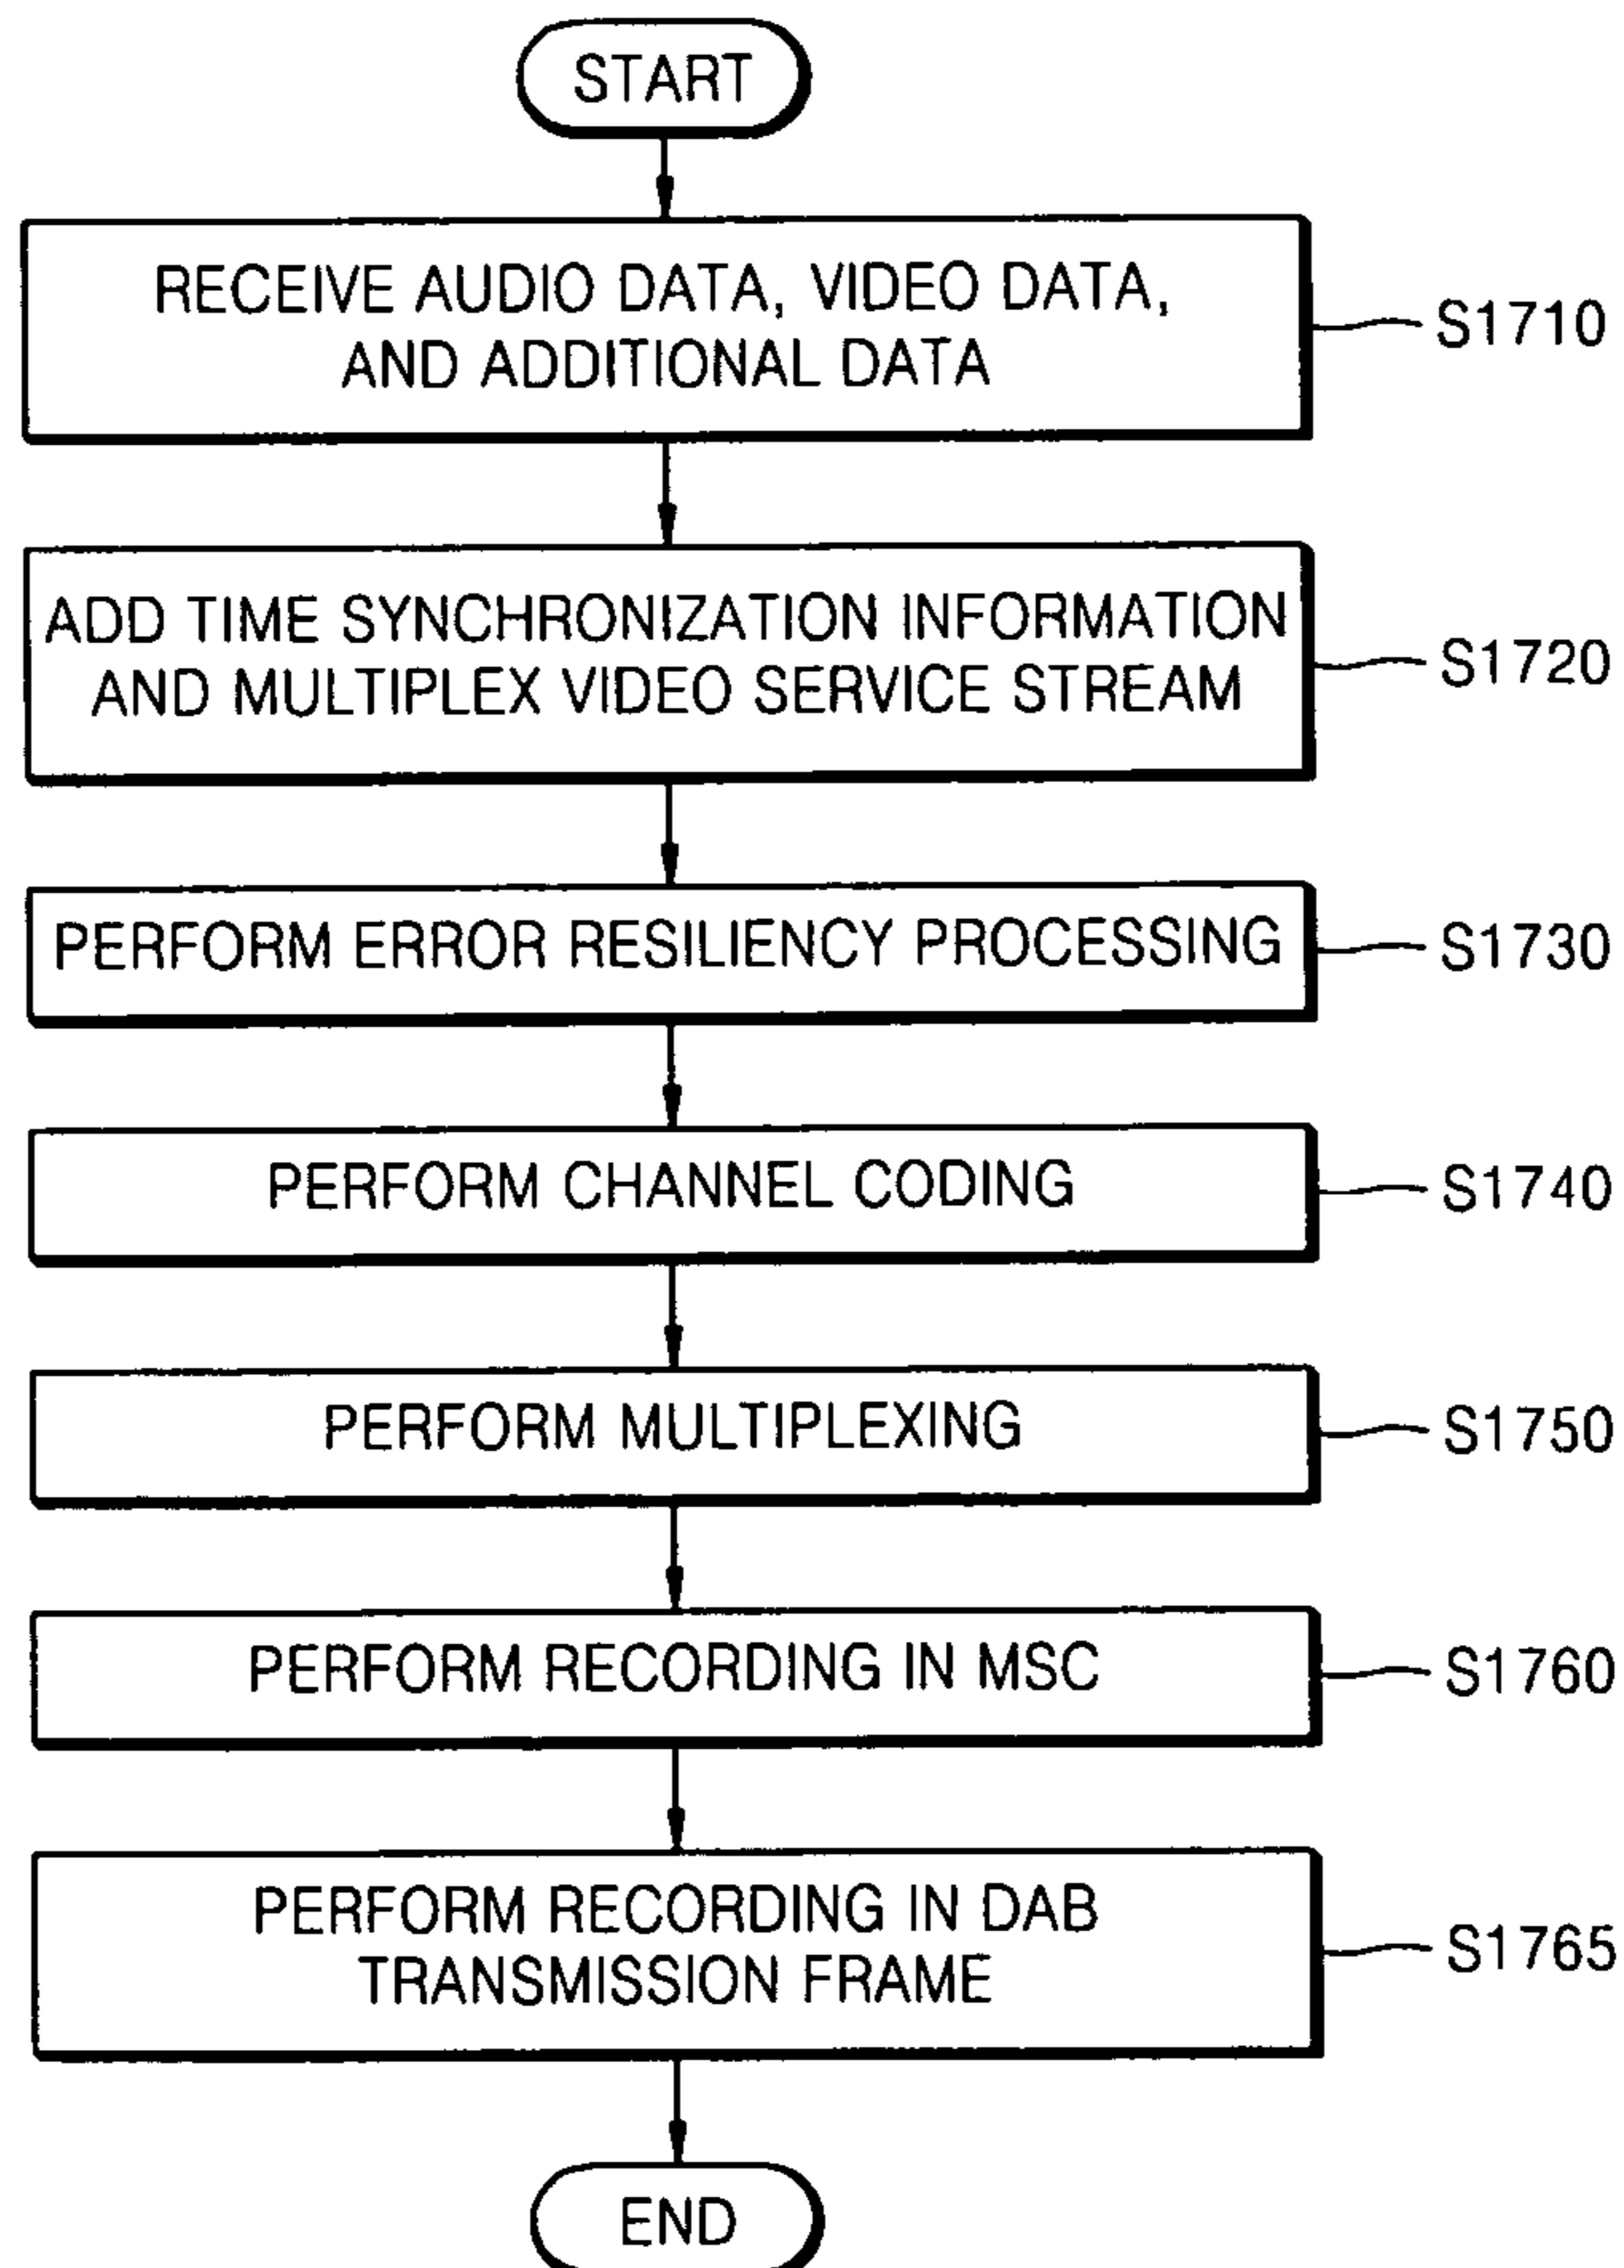 START
RECEIVE AUDIO DATA, VIDEO DATA,
AND ADDITIONAL DATA
S1710
ADD TIME SYNCHRONIZATION INFORMATION
AND MULTIPLEX VIDEO SERVICE STREAM
S1720
PERFORM ERROR RESILIENCY PROCESSING
S1730
PERFORM CHANNEL CODING
S1740
PERFORM MULTIPLEXING
S1750
PERFORM RECORDING IN MSC
S1760
PERFORM RECORDING IN DAB
TRANSMISSION FRAME
S1765
END